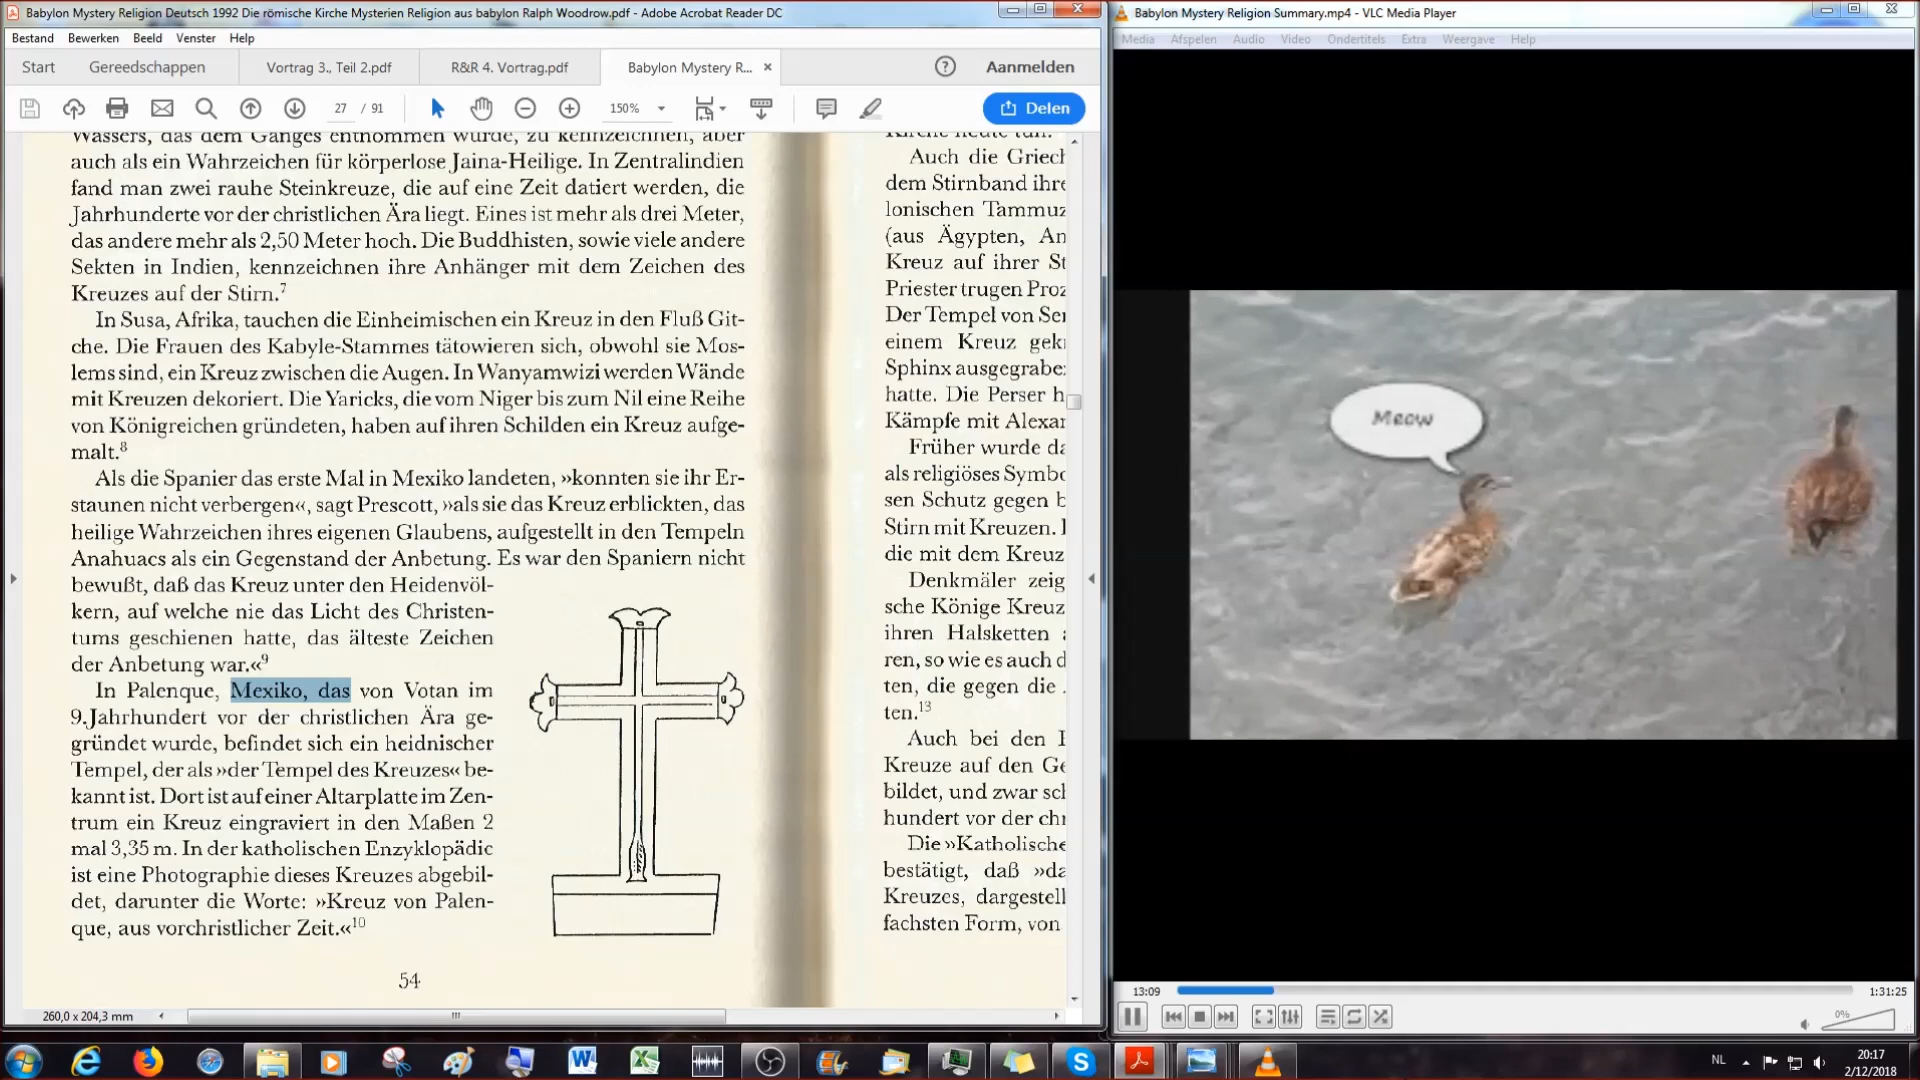 Babylon Mystery Religion Deutsch 1992 Die römische Kirche Mysterien Religion aus babylon Ralph Woodrow.pdf - Adobe Acrobat Reader DC
Bestand Bewerken Beeld Venster Help
Start Gereedschappen Vortrag 3., Teil 2.pdf R&R 4. Vortrag.pdf Babylon Mystery R... × ? Aanmelden
27 / 91 150% Delen
Wassers, das dem Ganges entnommen wurde, zu kennzeichnen, aber
auch als ein Wahrzeichen für körperlose Jaina-Heilige. In Zentralindien
fand man zwei rauhe Steinkreuze, die auf eine Zeit datiert werden, die
Jahrhunderte vor der christlichen Ära liegt. Eines ist mehr als drei Meter,
das andere mehr als 2,50 Meter hoch. Die Buddhisten, sowie viele andere
Sekten in Indien, kennzeichnen ihre Anhänger mit dem Zeichen des
Kreuzes auf der Stirn.⁷
In Susa, Afrika, tauchen die Einheimischen ein Kreuz in den Fluß Git-
che. Die Frauen des Kabyle-Stammes tätowieren sich, obwohl sie Mos-
lems sind, ein Kreuz zwischen die Augen. In Wanyamwizi werden Wände
mit Kreuzen dekoriert. Die Yaricks, die vom Niger bis zum Nil eine Reihe
von Königreichen gründeten, haben auf ihren Schilden ein Kreuz aufge-
malt.⁸
Als die Spanier das erste Mal in Mexiko landeten, »konnten sie ihr Er-
staunen nicht verbergen«, sagt Prescott, »als sie das Kreuz erblickten, das
heilige Wahrzeichen ihres eigenen Glaubens, aufgestellt in den Tempeln
Anahuacs als ein Gegenstand der Anbetung. Es war den Spaniern nicht
bewußt, daß das Kreuz unter den Heidenvöl-
kern, auf welche nie das Licht des Christen-
tums geschienen hatte, das älteste Zeichen
der Anbetung war.«⁹
In Palenque, Mexiko, das von Votan im
9.Jahrhundert vor der christlichen Ära ge-
gründet wurde, befindet sich ein heidnischer
Tempel, der als »der Tempel des Kreuzes« be-
kannt ist. Dort ist auf einer Altarplatte im Zen-
trum ein Kreuz eingraviert in den Maßen 2
mal 3,35 m. In der katholischen Enzyklopädie
ist eine Photographie dieses Kreuzes abgebil-
det, darunter die Worte: »Kreuz von Palen-
que, aus vorchristlicher Zeit.«¹⁰
54
Auch die Griech
dem Stirnband ihre
lonischen Tammuz
(aus Ägypten, An
Kreuz auf ihrer St
Priester trugen Proz
Der Tempel von Ser
einem Kreuz gek
Sphinx ausgegrabe
hatte. Die Perser h
Kämpfe mit Alexar
Früher wurde da
als religiöses Symbo
sen Schutz gegen b
Stirn mit Kreuzen.
die mit dem Kreuz
Denkmäler zeig
sche Könige Kreuz
ihren Halsketten
ren, so wie es auch d
ten, die gegen die
ten.¹³
Auch bei den
Kreuze auf den Ge
bildet, und zwar sch
hundert vor der chr
Die »Katholische
bestätigt, daß »da
Kreuzes, dargestell
fachsten Form, von
260,0 x 204,3 mm
Babylon Mystery Religion Summary.mp4 - VLC Media Player
Media Afspelen Audio Video Ondertitels Extra Weergave Help
Meow
13:09 1:31:25
0%
NL 20:17
2/12/2018